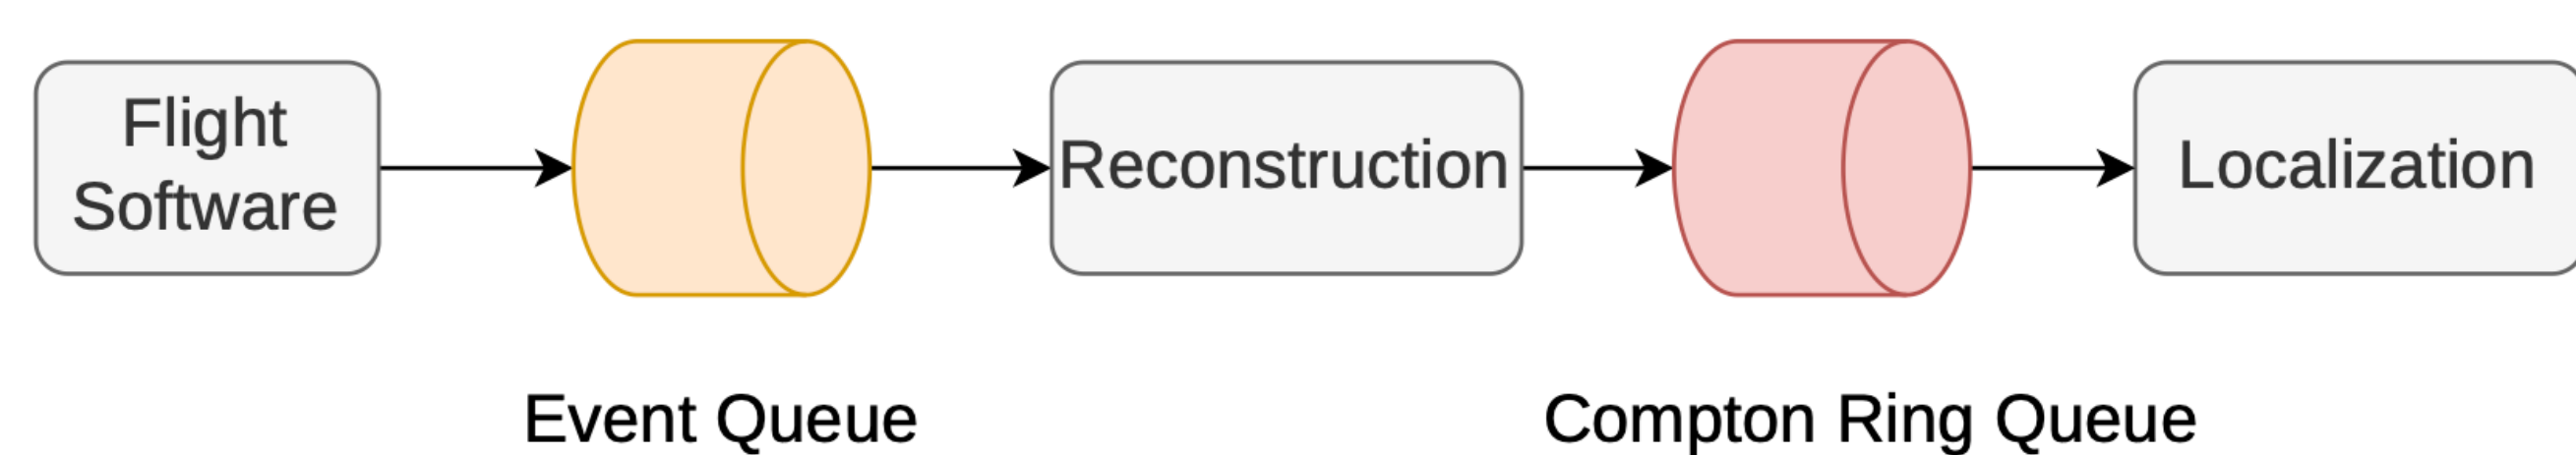 Flight
Software
Reconstruction
Localization
Event Queue
Compton Ring Queue